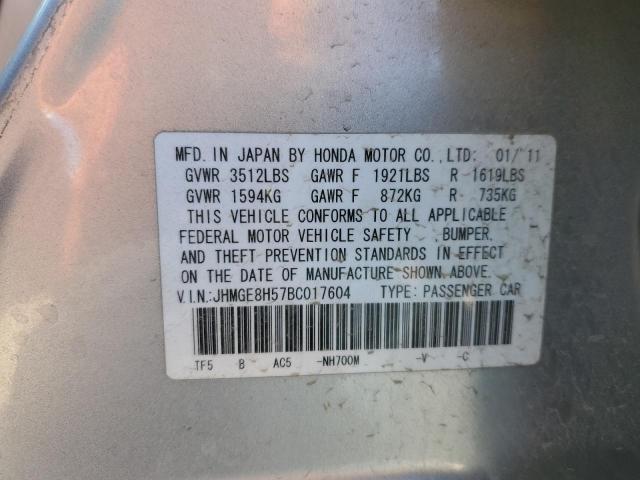 MFD. IN JAPAN BY HONDA MOTOR CO., LTD: 01/'11
GVWR 3512LBS GAWR F 1921LBS R 1619LBS
GVWR 1594KG GAWR F 872KG R 735KG
THIS VEHICLE CONFORMS TO ALL APPLICABLE
FEDERAL MOTOR VEHICLE SAFETY ,BUMPER,
AND THEFT PREVENTION STANDARDS IN EFFECT
ON THE DATE OF MANUFACTURE SHOWN ABOVE.
V.I.N.:JHMGE8H57BC017604 TYPE: PASSENGER CAR
TF5 B AC5 -NH700M -V -C